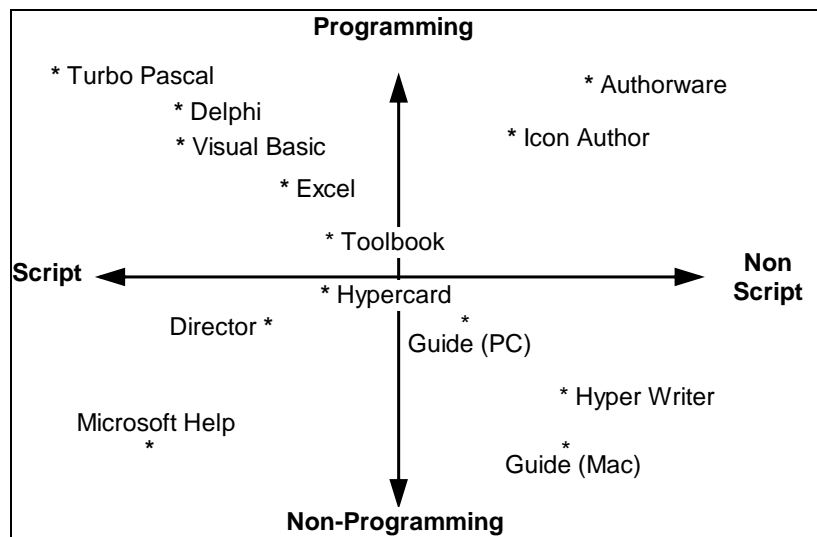 Programming
* Turbo Pascal
* Authorware
* Delphi
* Icon Author
* Visual Basic
* Excel
* Toolbook
Script
Non
Script
* Hypercard
Director *
*
Guide (PC)
* Hyper Writer
Microsoft Help
*
*
Guide (Mac)
Non-Programming